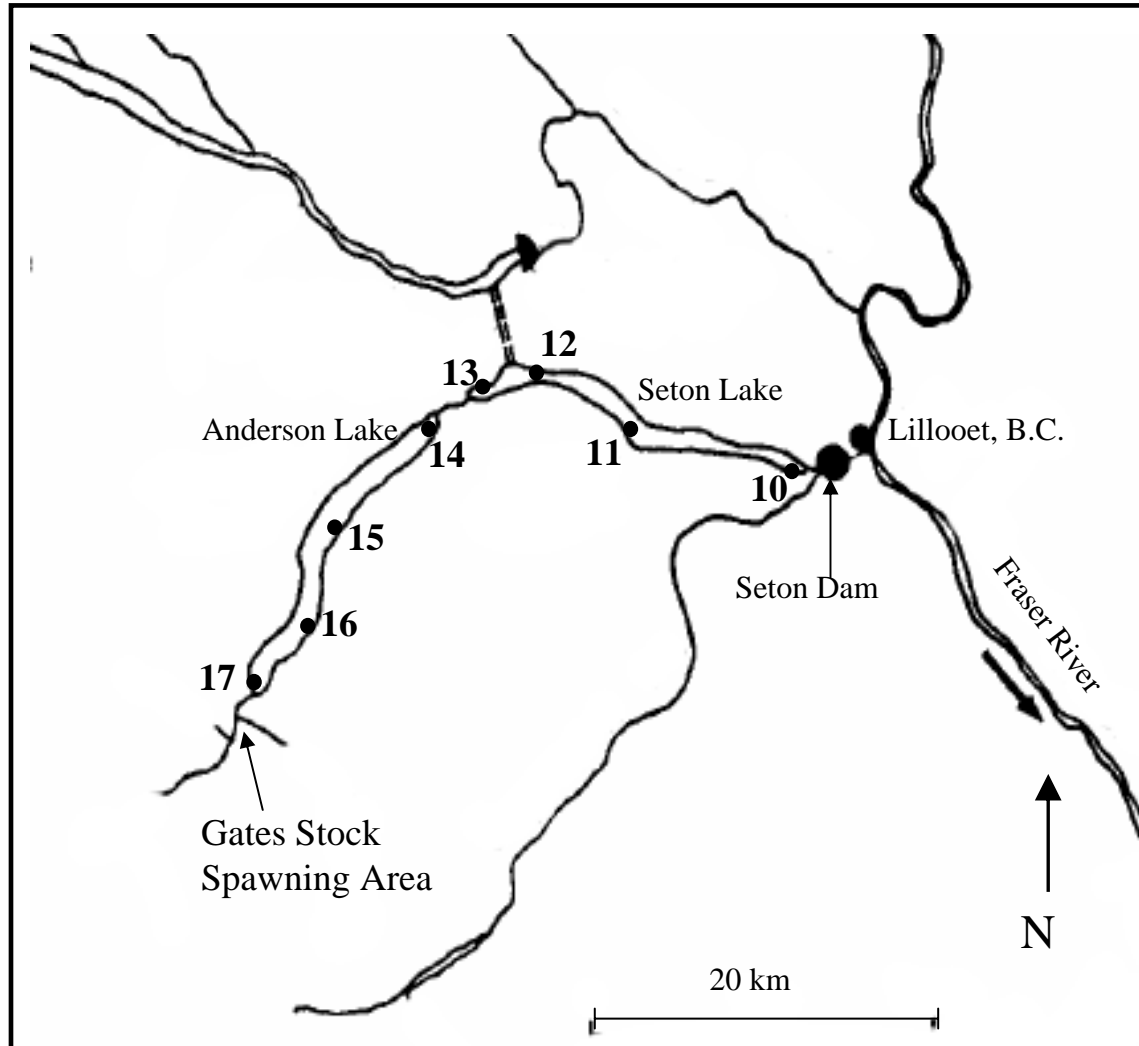 12
13
Seton Lake
Anderson Lake
14
11
Lillooet, B.C.
10
15
Seton Dam
Fraser River
16
17
Gates Stock
Spawning Area
N
20 km